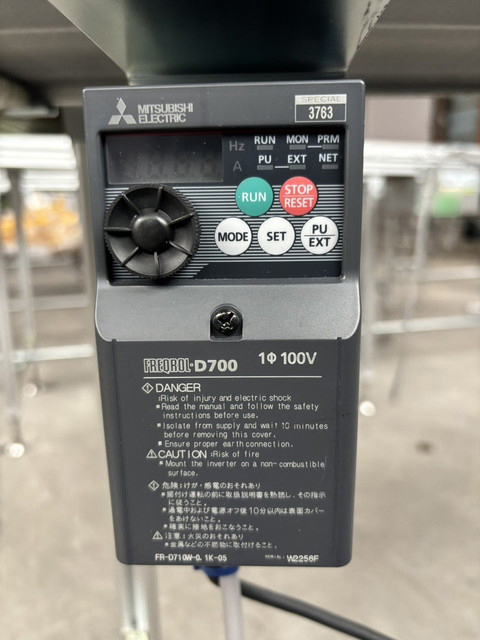 MITSUBISHI
ELECTRIC
SPECIAL
3763
Hz RUN MON PRM
A PU EXT NET
RUN
STOP
RESET
MODE
SET
PU
EXT
FREQROL-D700 1Φ 100V
DANGER
:Risk of injury and electric shock
Read the manual and follow the safety
instructions before use.
Isolate from supply and wait 10 minutes
before removing this cover.
Ensure proper earth connection.
CAUTION :Risk of fire
Mount the inverter on a non-combustible
surface.
危険:けが・感電のおそれあり
据付け運転の前に取扱説明書を熟読し、その指示
に従うこと。
通電中および電源オフ後10分以内は表面カバー
をあけないこと。
確実に接地をおこなうこと。
注意:火災のおそれあり
金属などの不燃物に取付けること。
FR-D710W-0.1K-05 SERIAL: W2256F